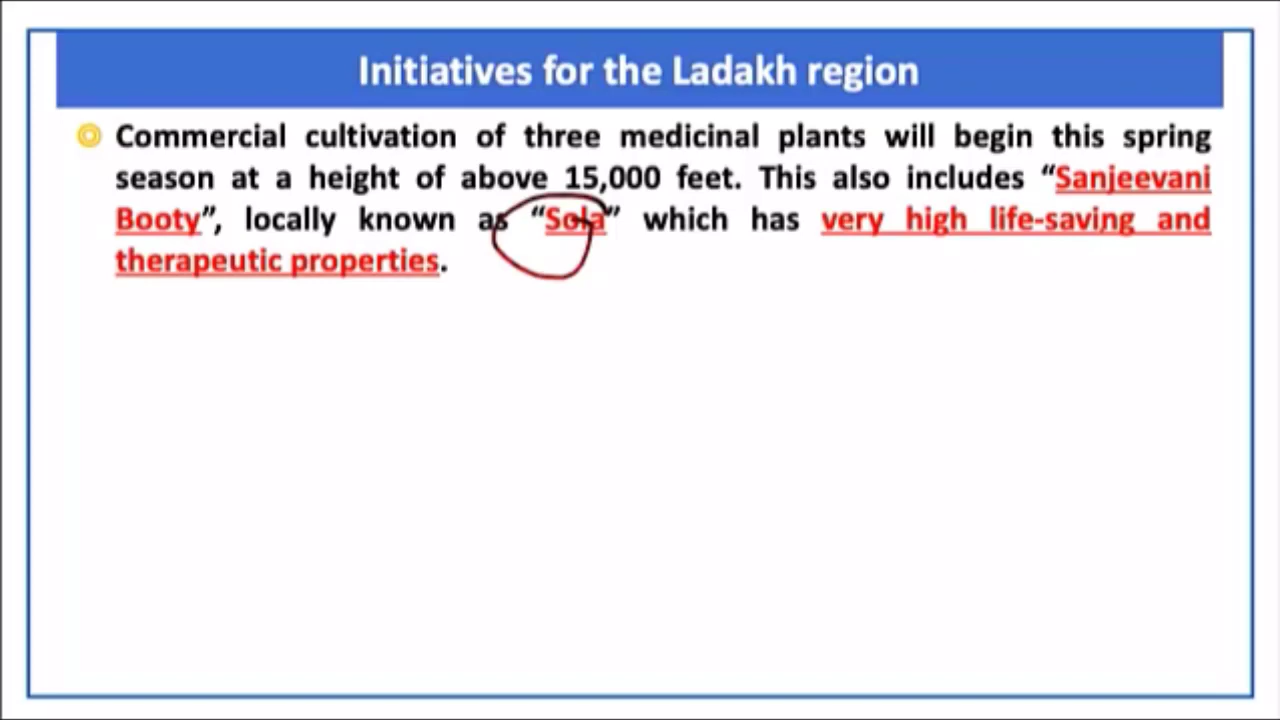 Initiatives for the Ladakh region
Commercial cultivation of three medicinal plants will begin this spring
season at a height of above 15,000 feet. This also includes “Sanjeevani
Booty”, locally known as “Sola” which has very high life-saving and
therapeutic properties.